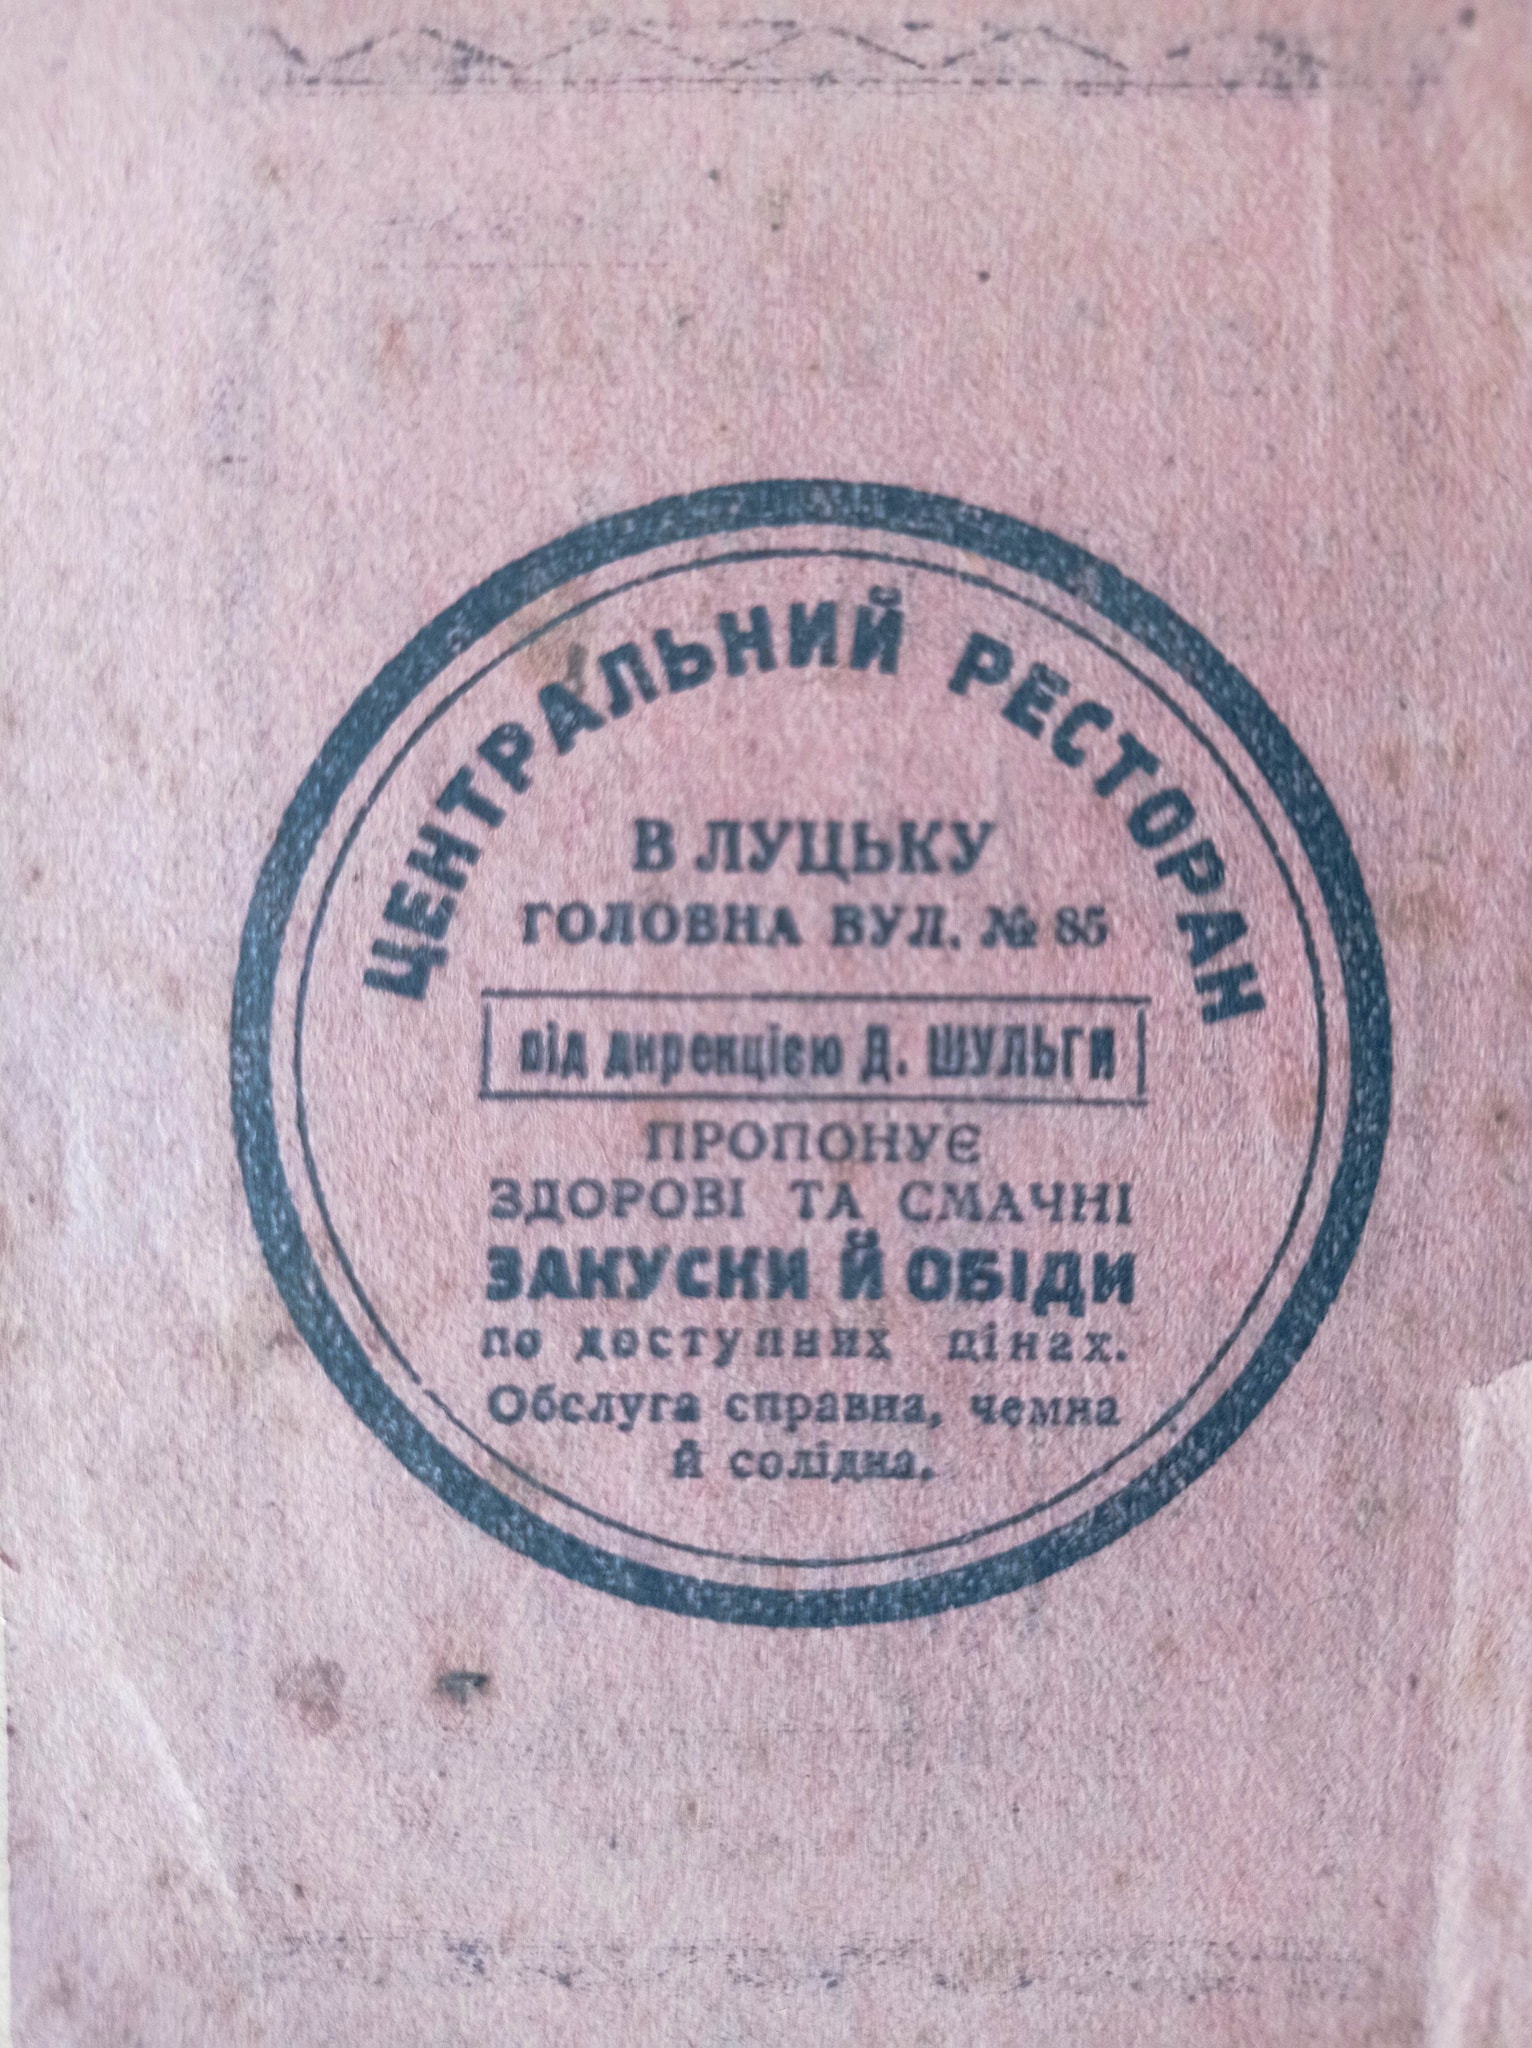 ЦЕНТРАЛЬНИЙ РЕСТОРАН
В ЛУЦЬКУ
ГОЛОВНА ВУЛ. № 85
під дирекцією Д. ШУЛЬГИ
ПРОПОНУЄ
ЗДОРОВІ ТА СМАЧНІ
ЗАКУСКИ Й ОБІДИ
по доступних цінах.
Обслуга справна, чемна
й солідна.